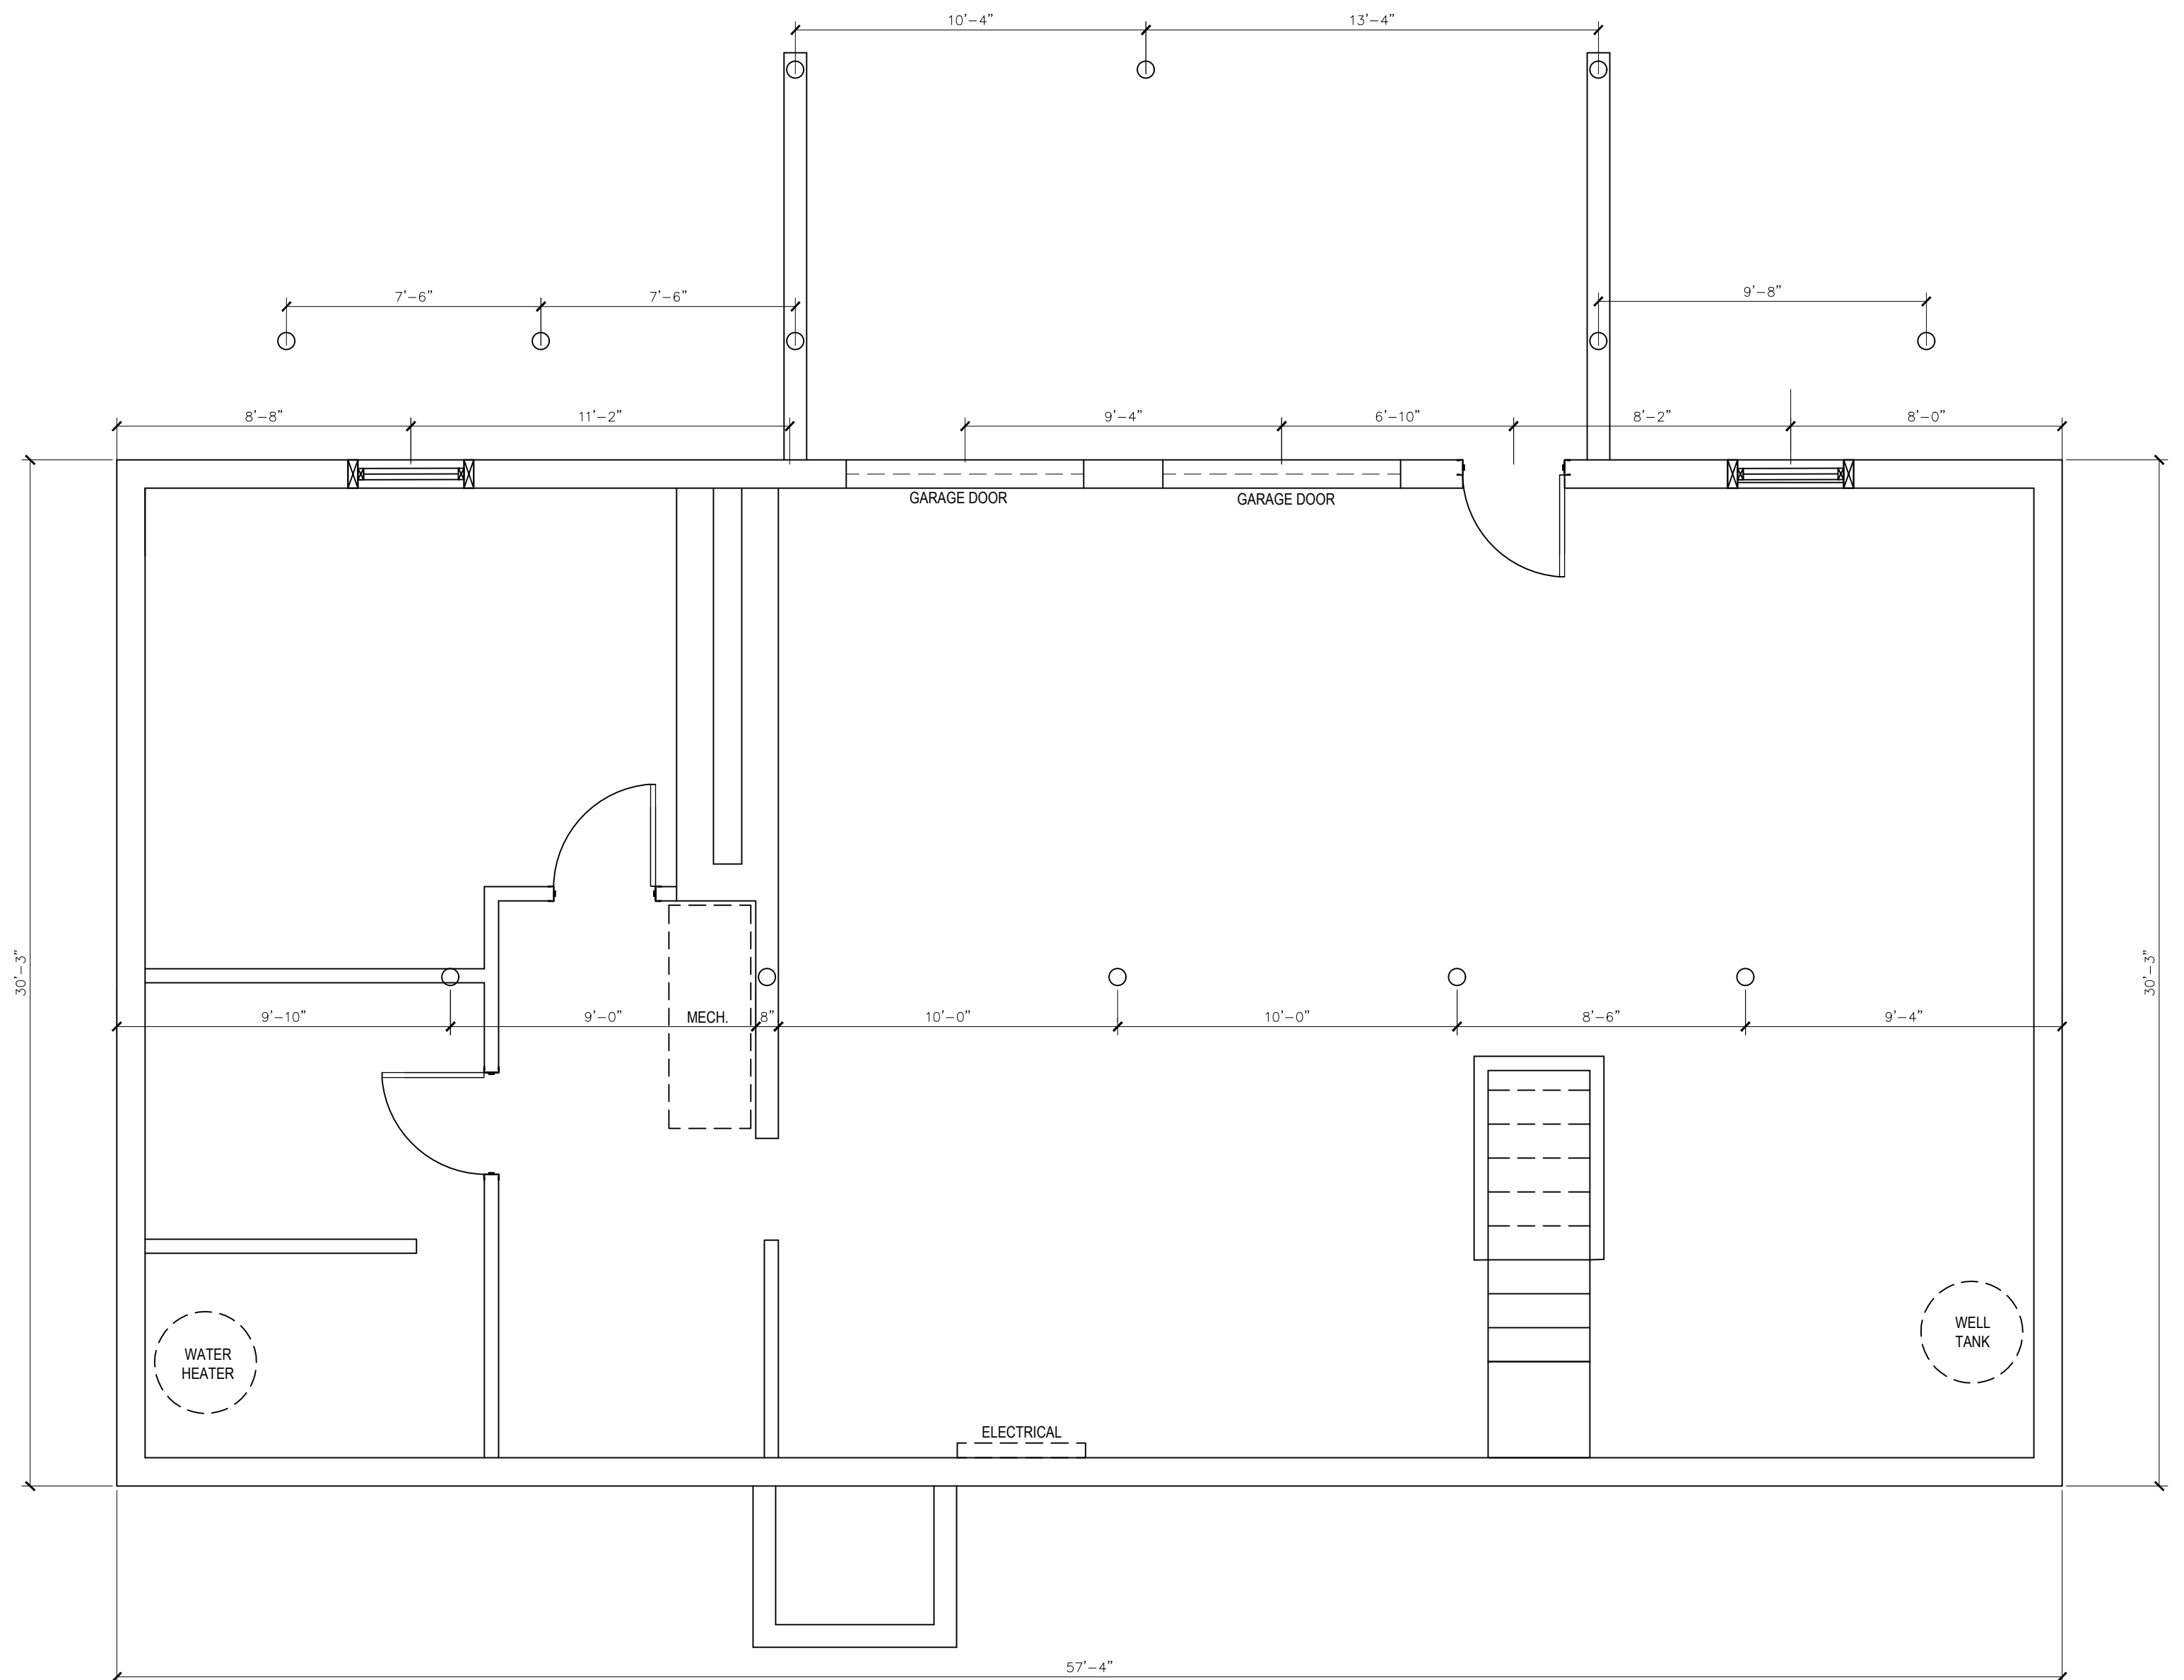 10'-4"
13'-4"
7'-6"
7'-6"
9'-8"
8'-8"
11'-2"
9'-4"
6'-10"
8'-2"
8'-0"
GARAGE DOOR
GARAGE DOOR
30'-3"
30'-3"
9'-10"
9'-0"
MECH.
8"
10'-0"
10'-0"
8'-6"
9'-4"
WATER
HEATER
WELL
TANK
ELECTRICAL
57'-4"